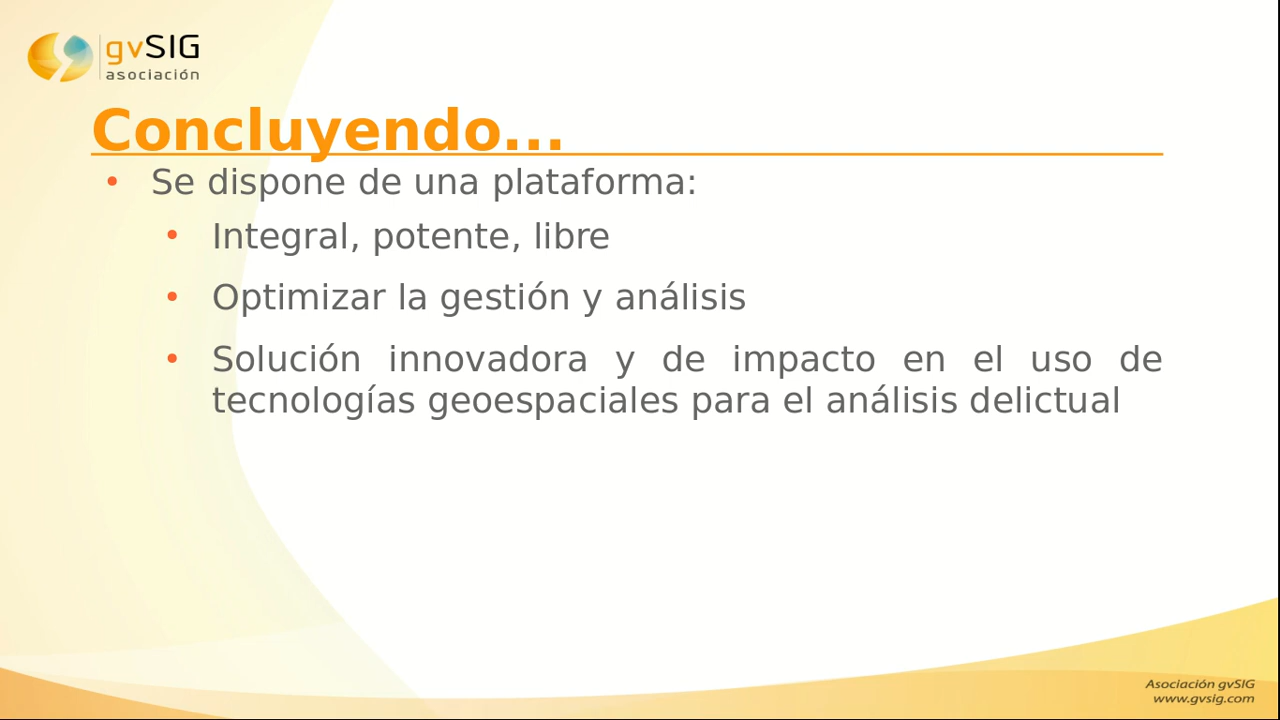 gvSIG
asociación
Concluyendo...
• Se dispone de una plataforma:
• Integral, potente, libre
• Optimizar la gestión y análisis
• Solución innovadora y de impacto en el uso de
tecnologías geoespaciales para el análisis delictual
Asociación gvSIG
www.gvsig.com